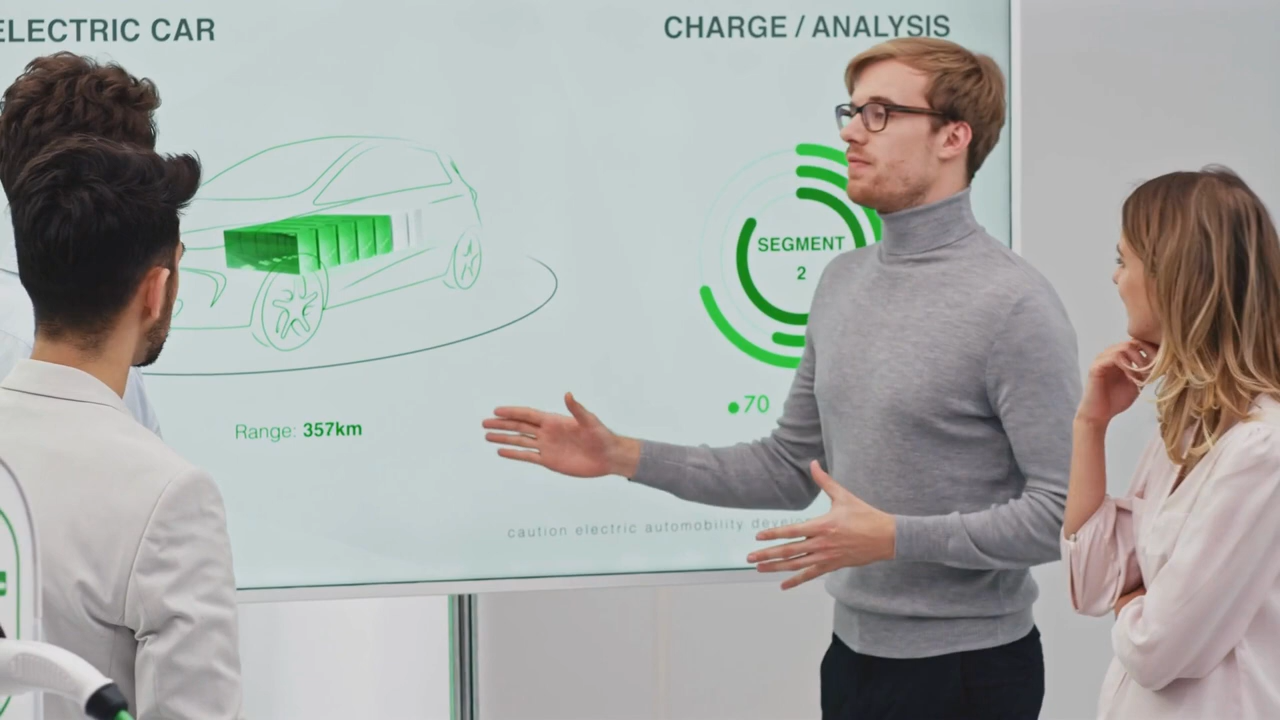 ELECTRIC CAR
CHARGE / ANALYSIS
SEGMENT
2
70
Range: 357km
caution electric automobility